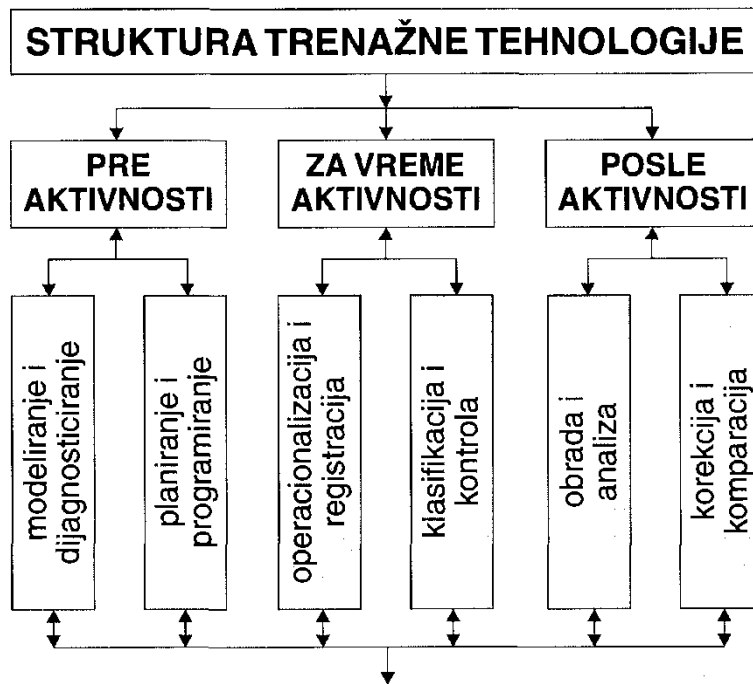 STRUKTURA TRENAŽNE TEHNOLOGIJE
PRE
AKTIVNOSTI
ZA VREME
AKTIVNOSTI
POSLE
AKTIVNOSTI
modeliranje i
dijagnosticiranje
planiranje i
programiranje
operacionalizacija i
registracija
klasifikacija i
kontrola
obrada i
analiza
korekcija i
komparacija